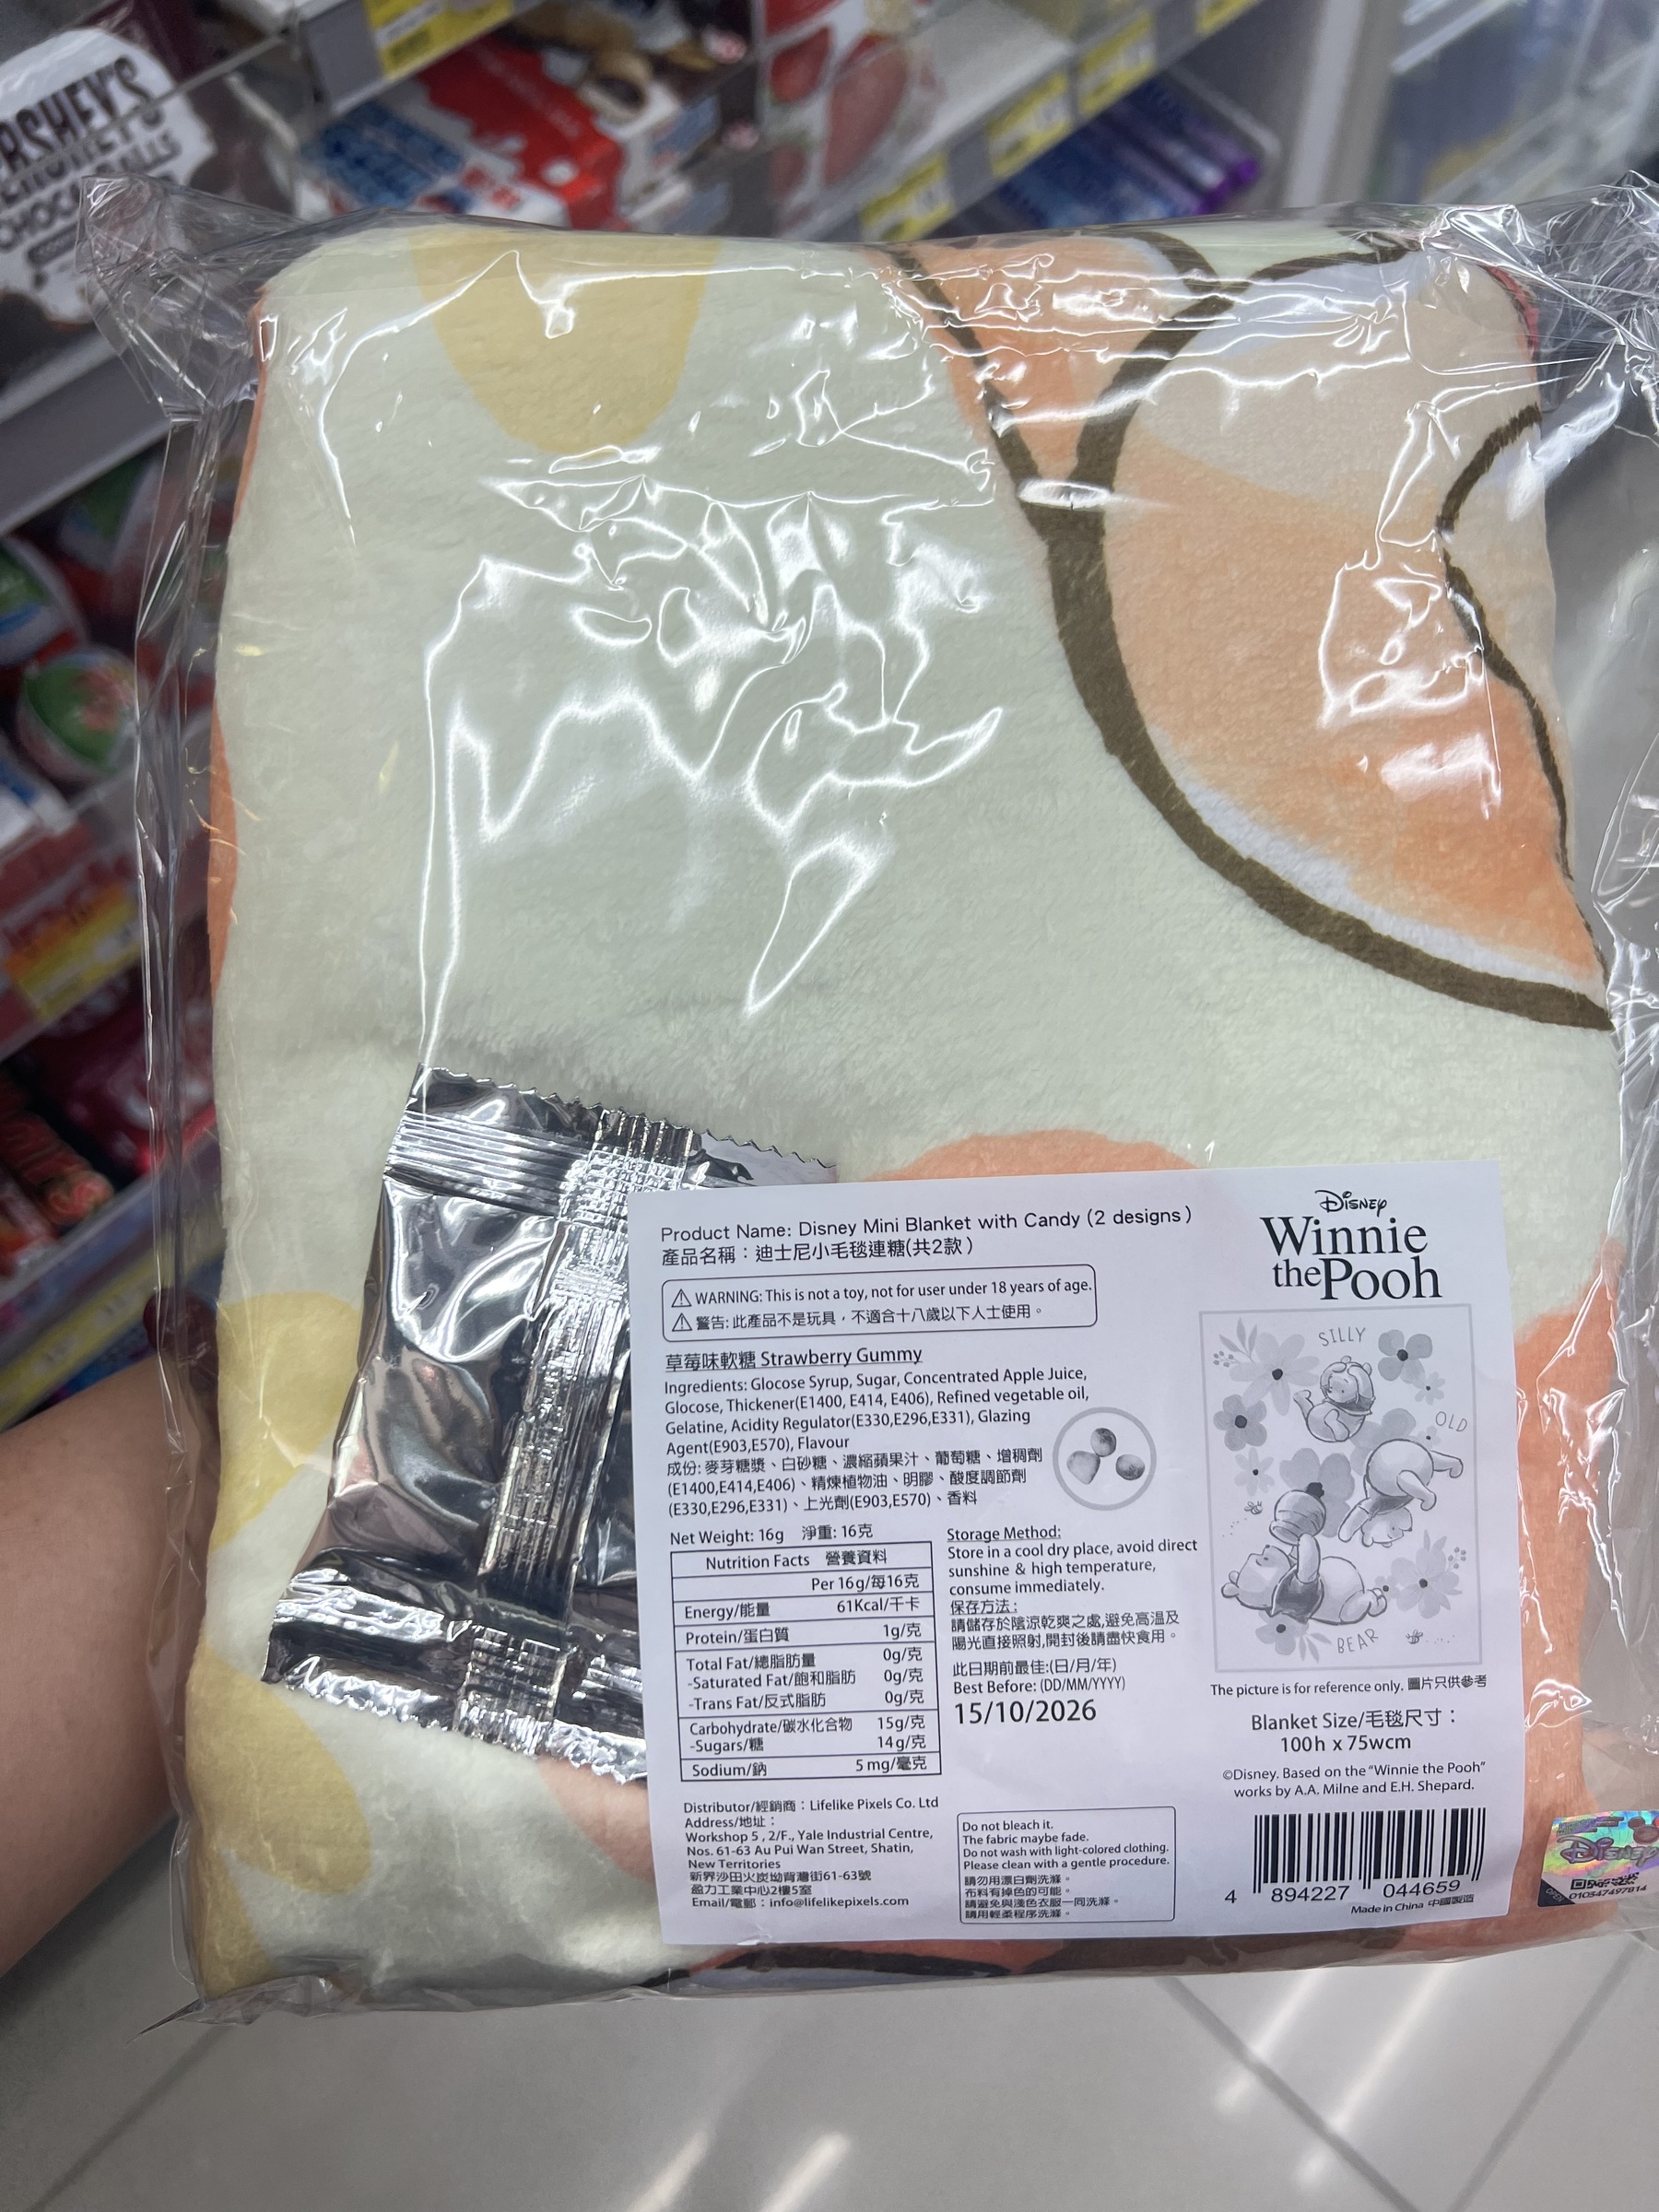 HERSHEY'S
Product Name: Disney Mini Blanket with Candy (2 designs)
產品名稱：迪士尼小毛毯連糖(共2款)
WARNING: This is not a toy, not for user under 18 years of age.
警告: 此產品不是玩具，不適合十八歲以下人士使用。
草莓味軟糖 Strawberry Gummy
Ingredients: Glocose Syrup, Sugar, Concentrated Apple Juice,
Glocose, Thickener(E1400, E414, E406), Refined vegetable oil,
Gelatine, Acidity Regulator(E330,E296,E331), Glazing
Agent(E903,E570), Flavour
成份: 麥芽糖漿、白砂糖、濃縮蘋果汁、葡萄糖、增稠劑
(E1400,E414,E406)、精煉植物油、明膠、酸度調節劑
(E330,E296,E331)、上光劑(E903,E570)、香料
Net Weight: 16g 淨重: 16克
Nutrition Facts 營養資料
Per 16g/每16克
Energy/能量 61Kcal/千卡
Protein/蛋白質 1g/克
Total Fat/總脂肪量 0g/克
-Saturated Fat/飽和脂肪 0g/克
-Trans Fat/反式脂肪 0g/克
Carbohydrate/碳水化合物 15g/克
-Sugars/糖 14g/克
Sodium/鈉 5mg/毫克
Storage Method:
Store in a cool dry place, avoid direct
sunshine & high temperature,
consume immediately.
保存方法:
請儲存於陰涼乾爽之處,避免高溫及
陽光直接照射,開封後請盡快食用。
此日期前最佳:(日/月/年)
Best Before: (DD/MM/YYYY)
15/10/2026
Distributor/經銷商：Lifelike Pixels Co. Ltd
Address/地址：
Workshop 5, 2/F., Yale Industrial Centre,
Nos. 61-63 Au Pui Wan Street, Shatin,
New Territories
新界沙田火炭坳背灣街61-63號
盈力工業中心2樓5室
Email/電郵：info@lifelikepixels.com
Do not bleach it.
The fabric maybe fade.
Do not wash with light-colored clothing.
Please clean with a gentle procedure.
請勿用漂白劑洗滌。
布料有掉色的可能。
請避免與淺色衣服一同洗滌。
請用輕柔程序洗滌。
Disney
Winnie
the Pooh
SILLY
OLD
BEAR
The picture is for reference only. 圖片只供參考
Blanket Size/毛毯尺寸：
100h x 75wcm
©Disney. Based on the "Winnie the Pooh"
works by A.A. Milne and E.H. Shepard.
4 894227 044659
Made in China 中國製造
Disney
OPEN
010547497814